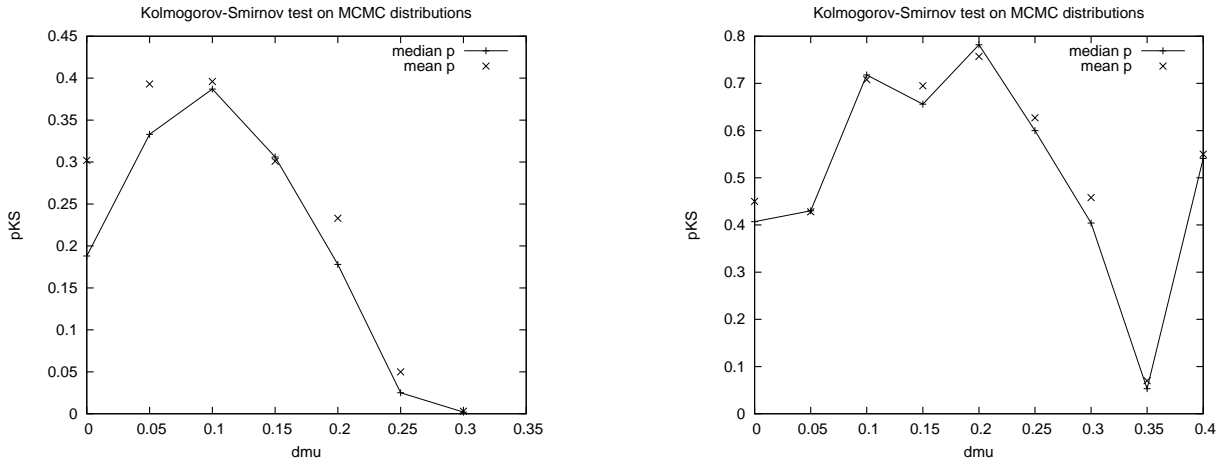 Kolmogorov-Smirnov test on MCMC distributions
median p
mean p
pKS
0.45
0.4
0.35
0.3
0.25
0.2
0.15
0.1
0.05
0
0 0.05 0.1 0.15 0.2 0.25 0.3 0.35
dmu
Kolmogorov-Smirnov test on MCMC distributions
median p
mean p
pKS
0.8
0.7
0.6
0.5
0.4
0.3
0.2
0.1
0
0 0.05 0.1 0.15 0.2 0.25 0.3 0.35 0.4
dmu